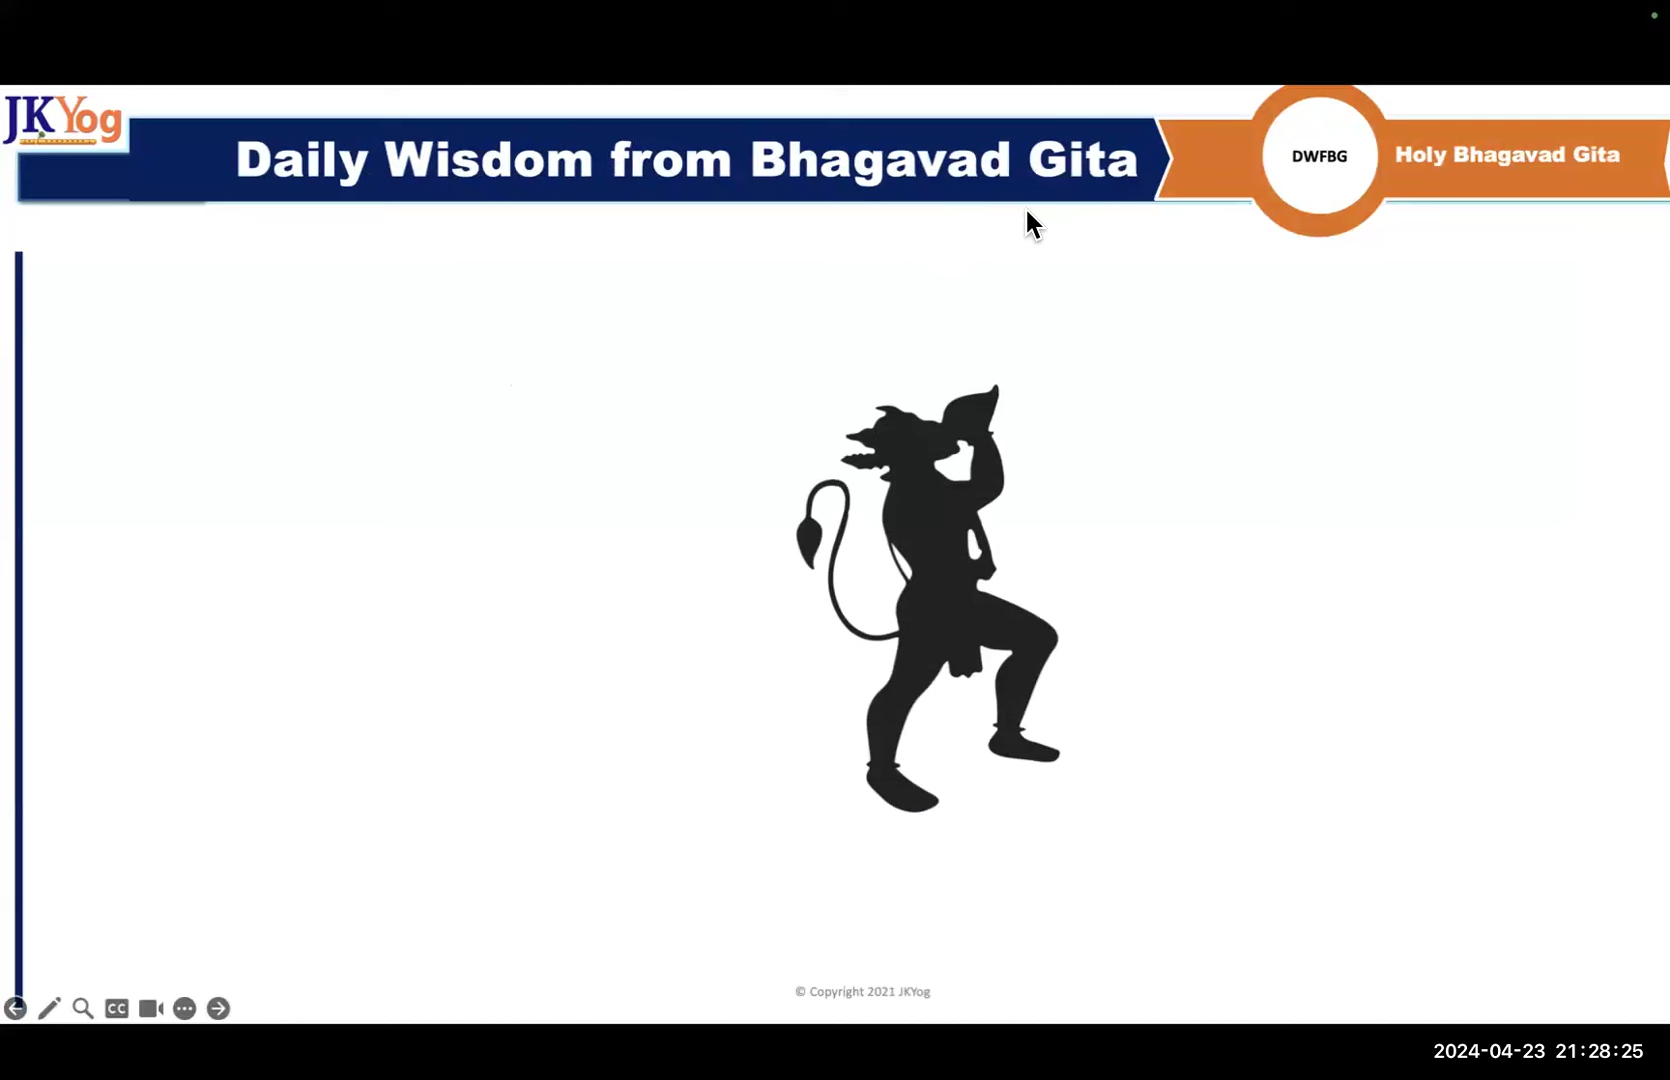 JKYog
Daily Wisdom from Bhagavad Gita
DWFBG
Holy Bhagavad Gita
© Copyright 2021 JKYog
CC
2024-04-23 21:28:25